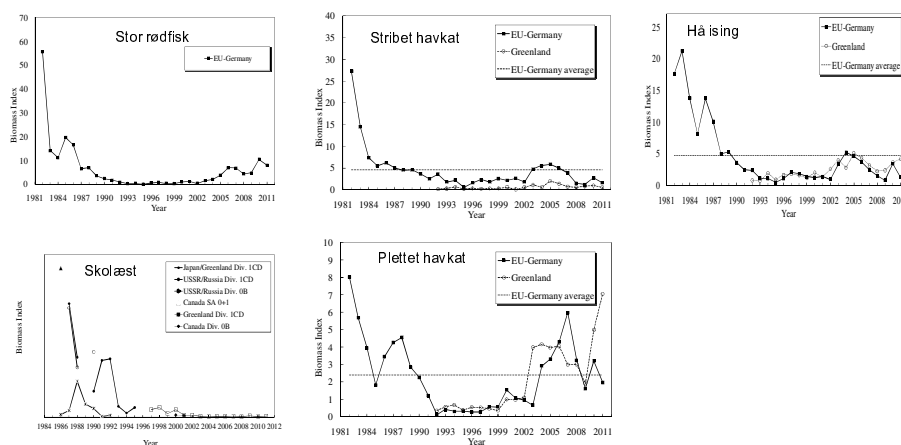 Stor rødfisk
EU-Germany
Biomass Index
70
60
50
40
30
20
10
0
1981 1984 1987 1990 1993 1996 1999 2002 2005 2008 2011
Year
Stribet havkat
EU-Germany
Greenland
EU-Germany average
Biomass Index
40
35
30
25
20
15
10
5
0
1981 1984 1987 1990 1993 1996 1999 2002 2005 2008 2011
Year
Hå ising
EU-Germany
Greenland
EU-Germany average
Biomass Index
25
20
15
10
5
0
1981 1984 1987 1990 1993 1996 1999 2002 2005 2008
Year
Skolæst
Japan/Greenland Div. 1CD
USSR/Russia Div. 1CD
USSR/Russia Div. 0B
Canada SA 0+1
Greenland Div. 1CD
Canada Div. 0B
Biomass Index
1984 1986 1988 1990 1992 1994 1996 1998 2000 2002 2004 2006 2008 2010 2012
Year
Plettet havkat
EU-Germany
Greenland
EU-Germany average
Biomass Index
10
9
8
7
6
5
4
3
2
1
0
1981 1984 1987 1990 1993 1996 1999 2002 2005 2008 2011
Year